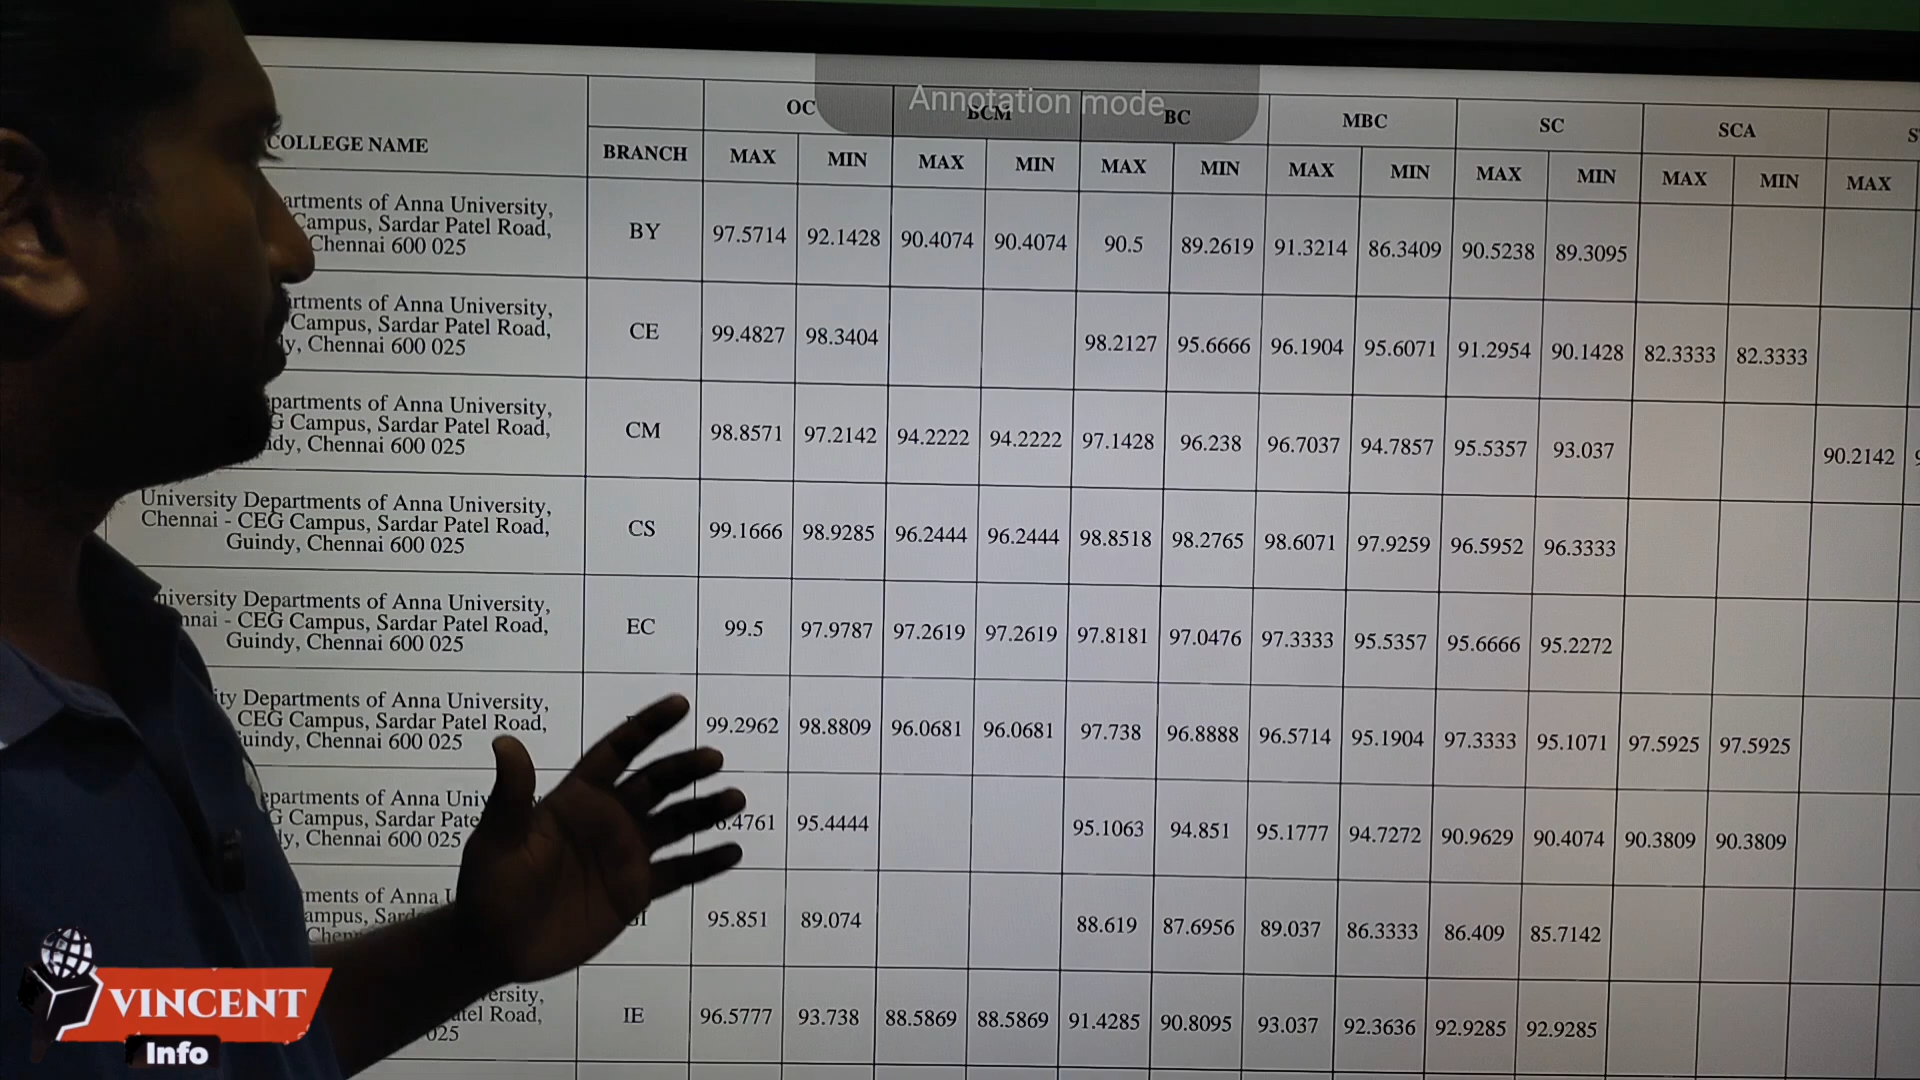 Annotation mode
COLLEGE NAME BRANCH OC BCM BC MBC SC SCA
MAX MIN MAX MIN MAX MIN MAX MIN MAX MIN MAX MIN MAX
artments of Anna University,
Campus, Sardar Patel Road,
Chennai 600 025
BY 97.5714 92.1428 90.4074 90.4074 90.5 89.2619 91.3214 86.3409 90.5238 89.3095
artments of Anna University,
Campus, Sardar Patel Road,
y, Chennai 600 025
CE 99.4827 98.3404 98.2127 95.6666 96.1904 95.6071 91.2954 90.1428 82.3333 82.3333
epartments of Anna University,
G Campus, Sardar Patel Road,
ndy, Chennai 600 025
CM 98.8571 97.2142 94.2222 94.2222 97.1428 96.238 96.7037 94.7857 95.5357 93.037 90.2142
University Departments of Anna University,
Chennai - CEG Campus, Sardar Patel Road,
Guindy, Chennai 600 025
CS 99.1666 98.9285 96.2444 96.2444 98.8518 98.2765 98.6071 97.9259 96.5952 96.3333
niversity Departments of Anna University,
nnai - CEG Campus, Sardar Patel Road,
Guindy, Chennai 600 025
EC 99.5 97.9787 97.2619 97.2619 97.8181 97.0476 97.3333 95.5357 95.6666 95.2272
ity Departments of Anna University,
CEG Campus, Sardar Patel Road,
uindy, Chennai 600 025
99.2962 98.8809 96.0681 96.0681 97.738 96.8888 96.5714 95.1904 97.3333 95.1071 97.5925 97.5925
epartments of Anna Univ
G Campus, Sardar Pate
y, Chennai 600 025
6.4761 95.4444 95.1063 94.851 95.1777 94.7272 90.9629 90.4074 90.3809 90.3809
ments of Anna
ampus, Sard
Chen
95.851 89.074 88.619 87.6956 89.037 86.3333 86.409 85.7142
versity,
atel Road,
025
IE 96.5777 93.738 88.5869 88.5869 91.4285 90.8095 93.037 92.3636 92.9285 92.9285
VINCENT
Info